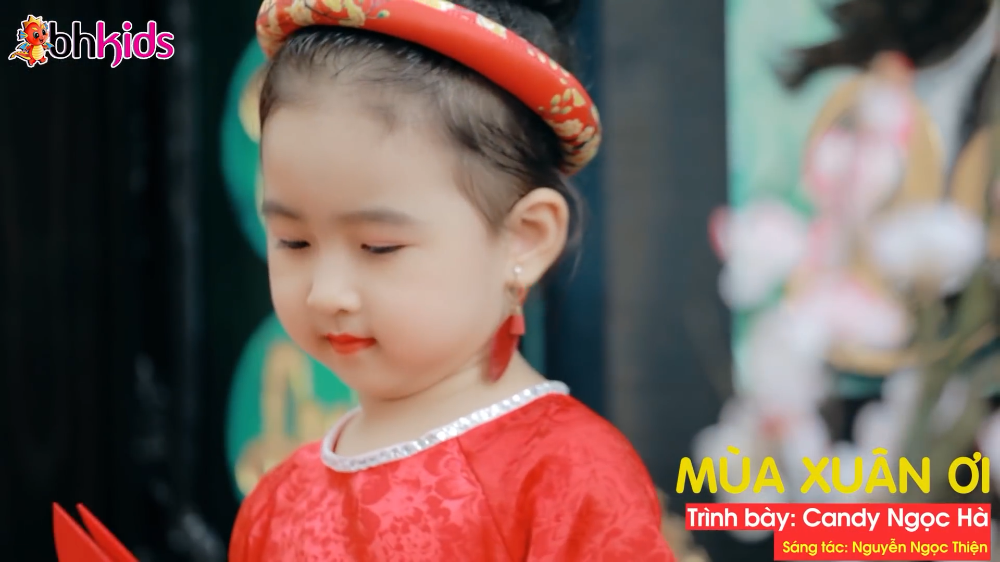 bhkids
MÙA XUÂN ƠI
Trình bày: Candy Ngọc Hà
Sáng tác: Nguyễn Ngọc Thiện